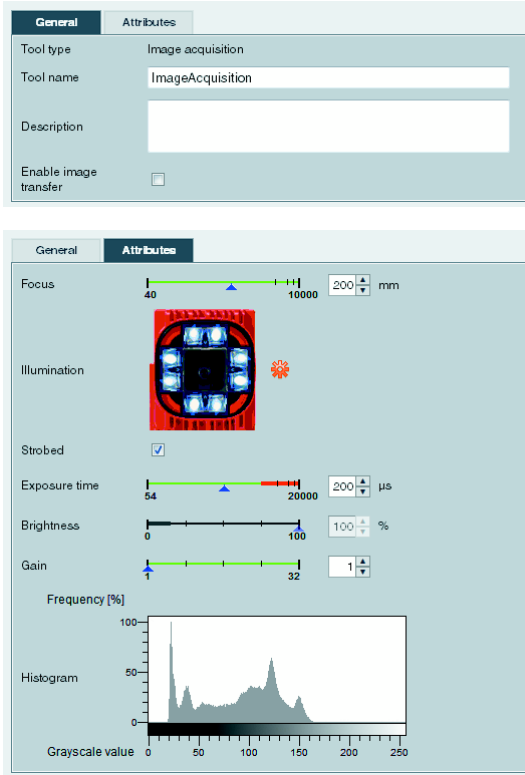 General Attributes
Tool type Image acquisition
Tool name ImageAcquisition
Description
Enable image
transfer
General Attributes
Focus 200 mm
40 10000
Illumination
Strobed
Exposure time 200 µs
54 20000
Brightness 100 %
0 100
Gain 1
1 32
Frequency [%]
100
50
Histogram
0
Grayscale value 0 50 100 150 200 250